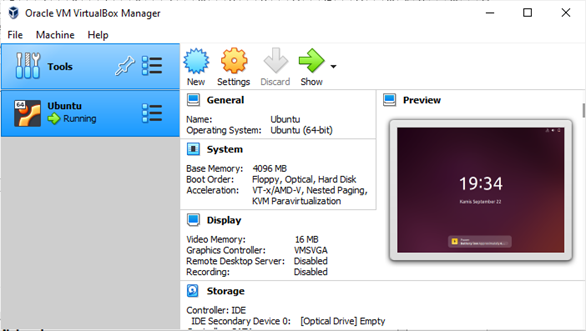 Oracle VM VirtualBox Manager
File Machine Help
Tools
New Settings Discard Show
64
Ubuntu
Running
General
Name: Ubuntu
Operating System: Ubuntu (64-bit)
System
Base Memory: 4096 MB
Boot Order: Floppy, Optical, Hard Disk
Acceleration: VT-x/AMD-V, Nested Paging,
KVM Paravirtualization
Display
Video Memory: 16 MB
Graphics Controller: VMSVGA
Remote Desktop Server: Disabled
Recording: Disabled
Storage
Controller: IDE
IDE Secondary Device 0: [Optical Drive] Empty
Preview
19:34
Kamis September 22